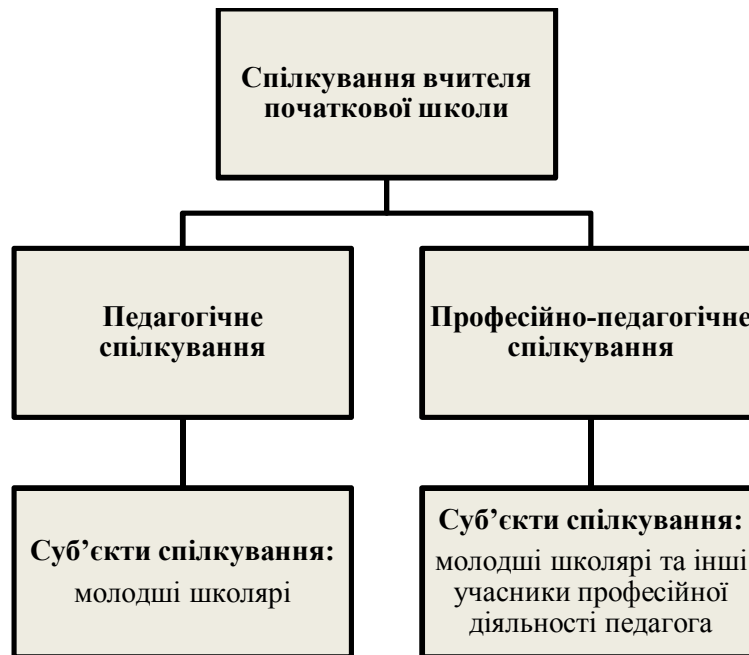 Спілкування вчителя
початкової школи
Педагогічне
спілкування
Професійно-педагогічне
спілкування
Суб’єкти спілкування:
молодші школярі
Суб’єкти спілкування:
молодші школярі та інші
учасники професійної
діяльності педагога